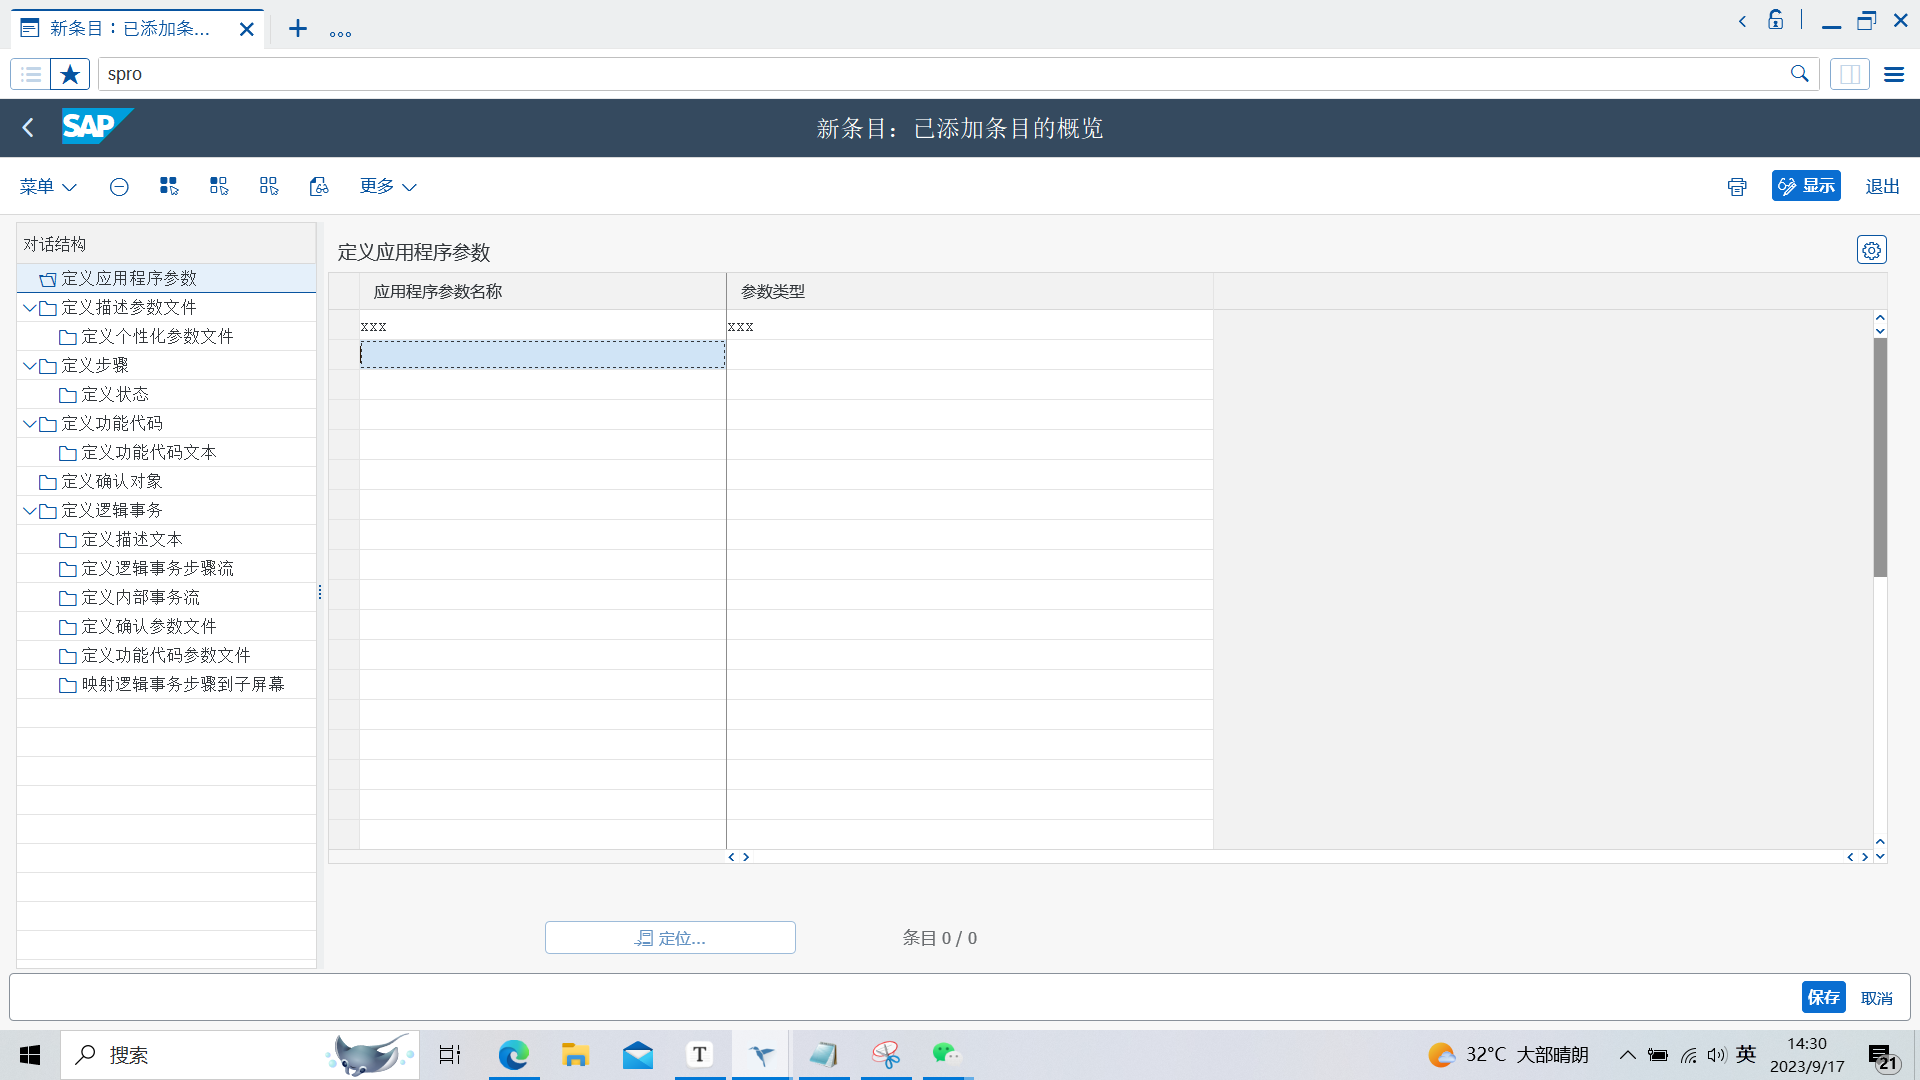 新条目：已添加条...
spro
SAP
新条目：已添加条目的概览
菜单
更多
显示
退出
对话结构
定义应用程序参数
定义描述参数文件
定义个性化参数文件
定义步骤
定义状态
定义功能代码
定义功能代码文本
定义确认对象
定义逻辑事务
定义描述文本
定义逻辑事务步骤流
定义内部事务流
定义确认参数文件
定义功能代码参数文件
映射逻辑事务步骤到子屏幕
定义应用程序参数
应用程序参数名称 参数类型
xxx xxx
定位...
条目 0 / 0
保存
取消
搜索
T
32°C 大部晴朗
英
14:30
2023/9/17
21